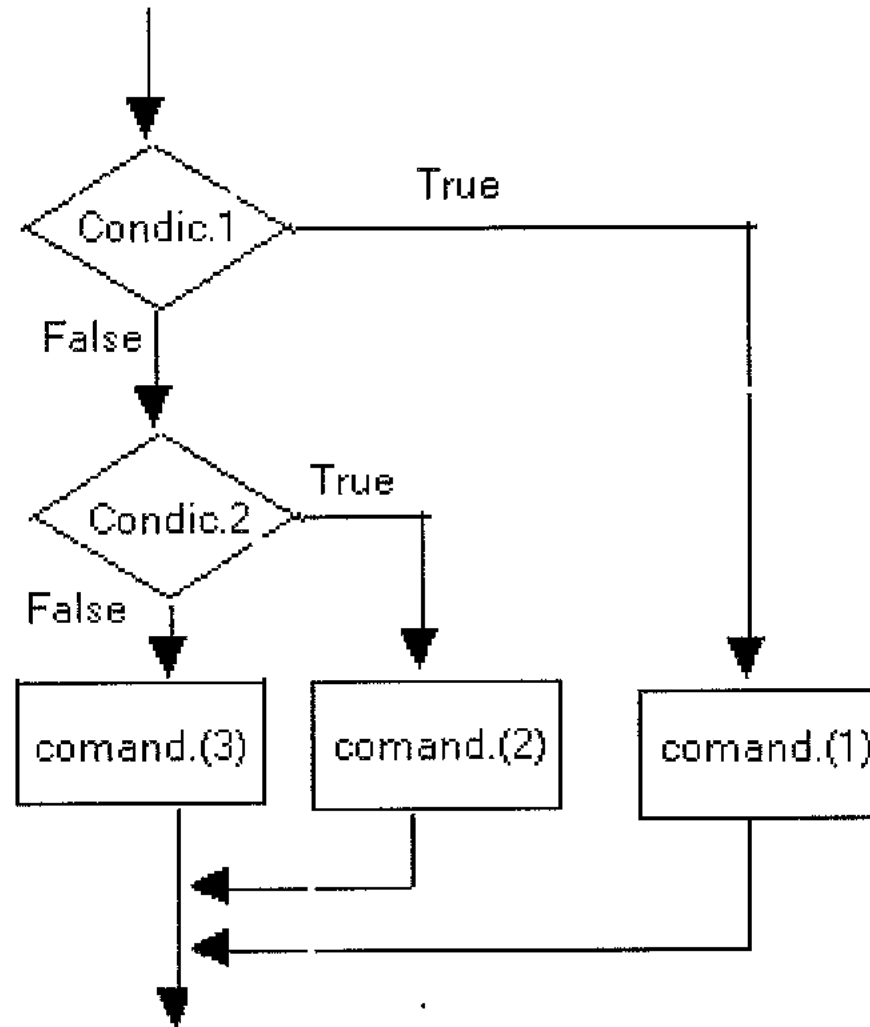 True
Condic.1
False
True
Condic.2
False
comand.(3)
comand.(2)
comand.(1)